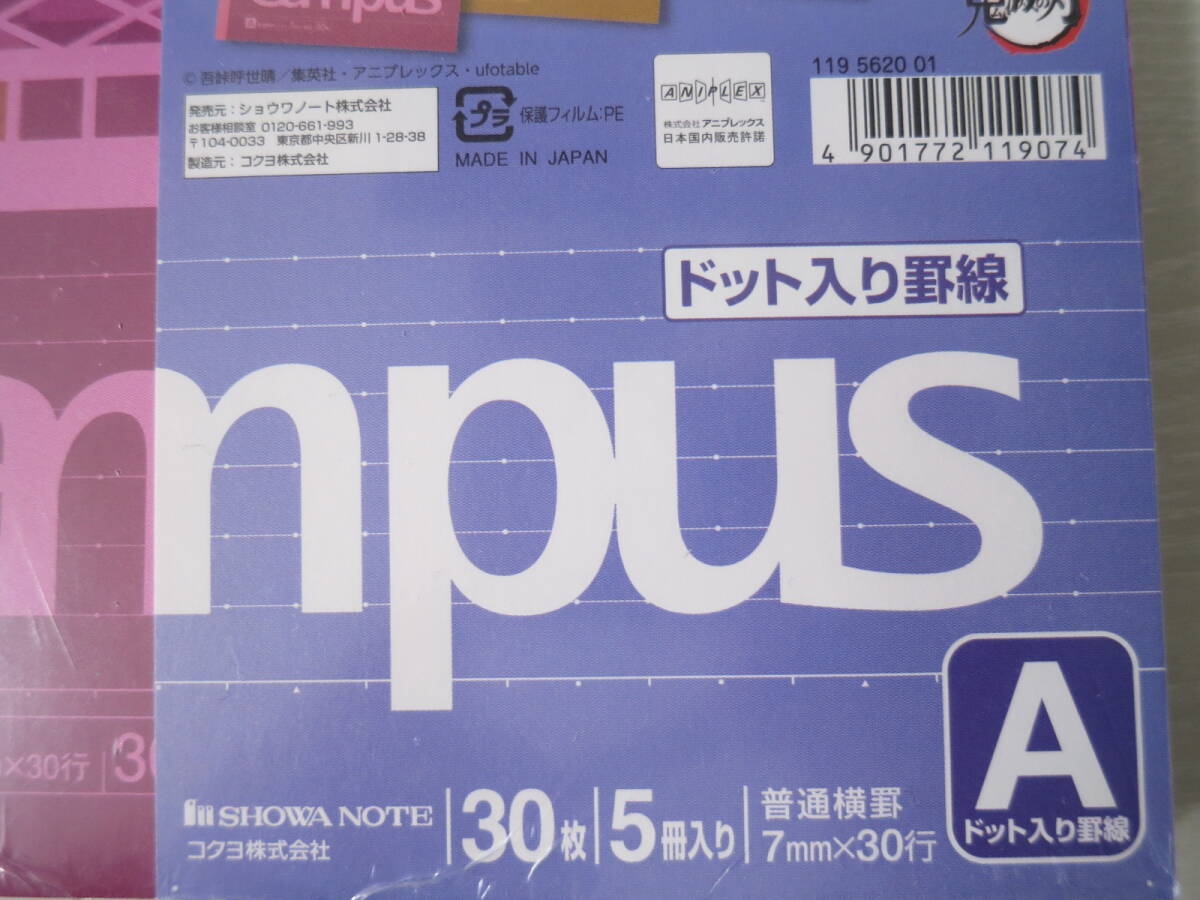 Campus
©吾峠呼世晴／集英社・アニプレックス・ufotable
発売元：ショウワノート株式会社
お客様相談室 0120-661-993
〒104-0033 東京都中央区新川 1-28-38
製造元：コクヨ株式会社
プラ
保護フィルム:PE
MADE IN JAPAN
ANIPLEX
株式会社アニプレックス
日本国内販売許諾
119 5620 01
4 901772 119074
ドット入り罫線
mpus
×30行
SHOWA NOTE
コクヨ株式会社
30枚
5冊入り
普通横罫
7mm×30行
A
ドット入り罫線